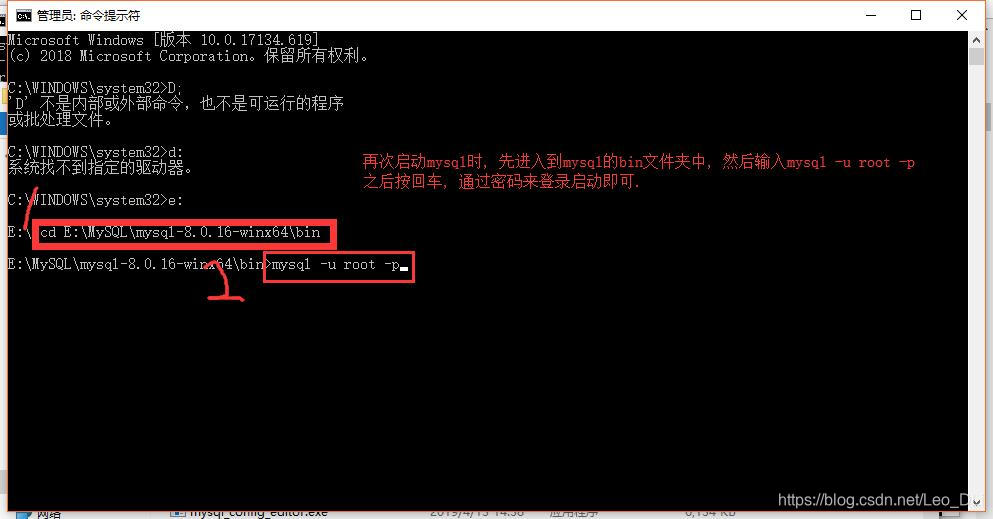 管理员: 命令提示符
Microsoft Windows [版本 10.0.17134.619]
(c) 2018 Microsoft Corporation。保留所有权利。
C:\WINDOWS\system32>D;
'D' 不是内部或外部命令，也不是可运行的程序
或批处理文件。
C:\WINDOWS\system32>d:
系统找不到指定的驱动器。
再次启动mysql时, 先进入到mysql的bin文件夹中, 然后输入mysql -u root -p
之后按回车, 通过密码来登录启动即可.
C:\WINDOWS\system32>e:
1
E:\>cd E:\MySQL\mysql-8.0.16-winx64\bin
E:\MySQL\mysql-8.0.16-winx64\bin>mysql -u root -p
2
网络
mysql_config_editor.exe
2019/4/13 14:38
应用程序
6,134 KB